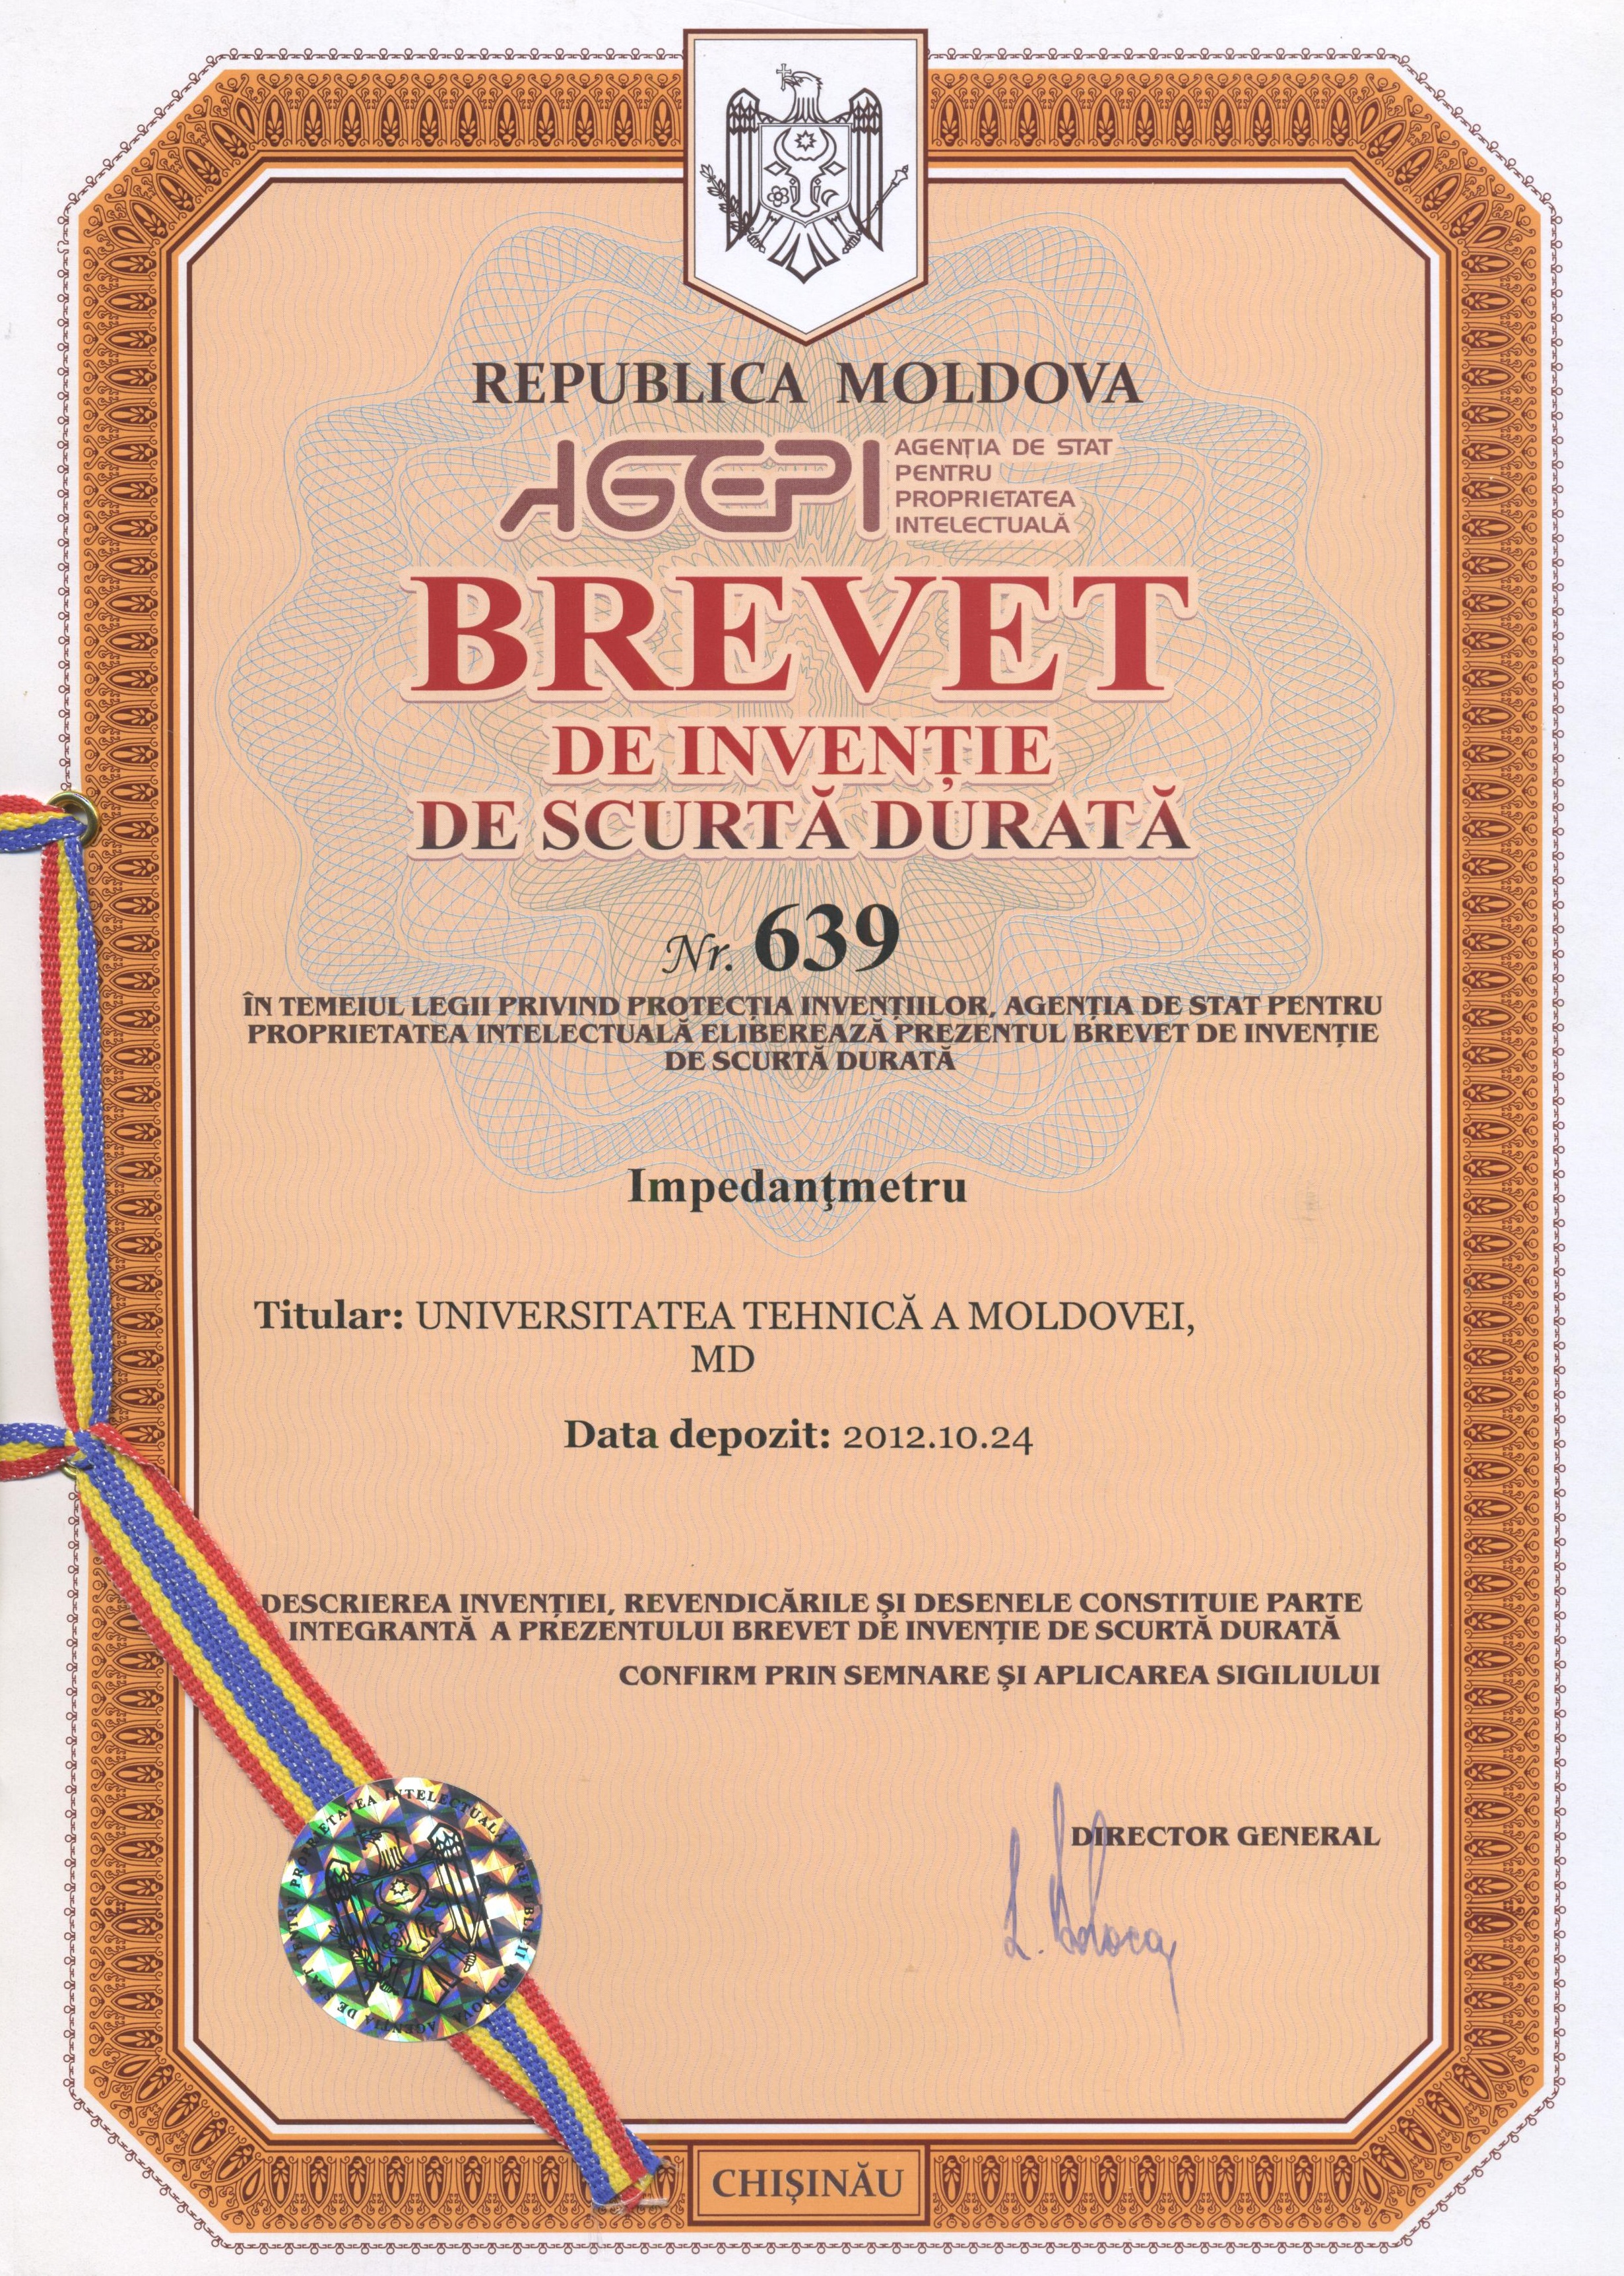 REPUBLICA MOLDOVA
AGEPI
AGENȚIA DE STAT
PENTRU
PROPRIETATEA
INTELECTUALĂ
BREVET
DE INVENȚIE
DE SCURTĂ DURATĂ
Nr. 639
ÎN TEMEIUL LEGII PRIVIND PROTECȚIA INVENȚIILOR, AGENȚIA DE STAT PENTRU
PROPRIETATEA INTELECTUALĂ ELIBEREAZĂ PREZENTUL BREVET DE INVENȚIE
DE SCURTĂ DURATĂ
Impedanţmetru
Titular: UNIVERSITATEA TEHNICĂ A MOLDOVEI,
MD
Data depozit: 2012.10.24
DESCRIEREA INVENȚIEI, REVENDICĂRILE ŞI DESENELE CONSTITUIE PARTE
INTEGRANTĂ A PREZENTULUI BREVET DE INVENȚIE DE SCURTĂ DURATĂ
CONFIRM PRIN SEMNARE ŞI APLICAREA SIGILIULUI
DIRECTOR GENERAL
AGENȚIA DE STAT PENTRU PROPRIETATEA INTELECTUALĂ A REPUBLICII MOLDOVA
CHIŞINĂU